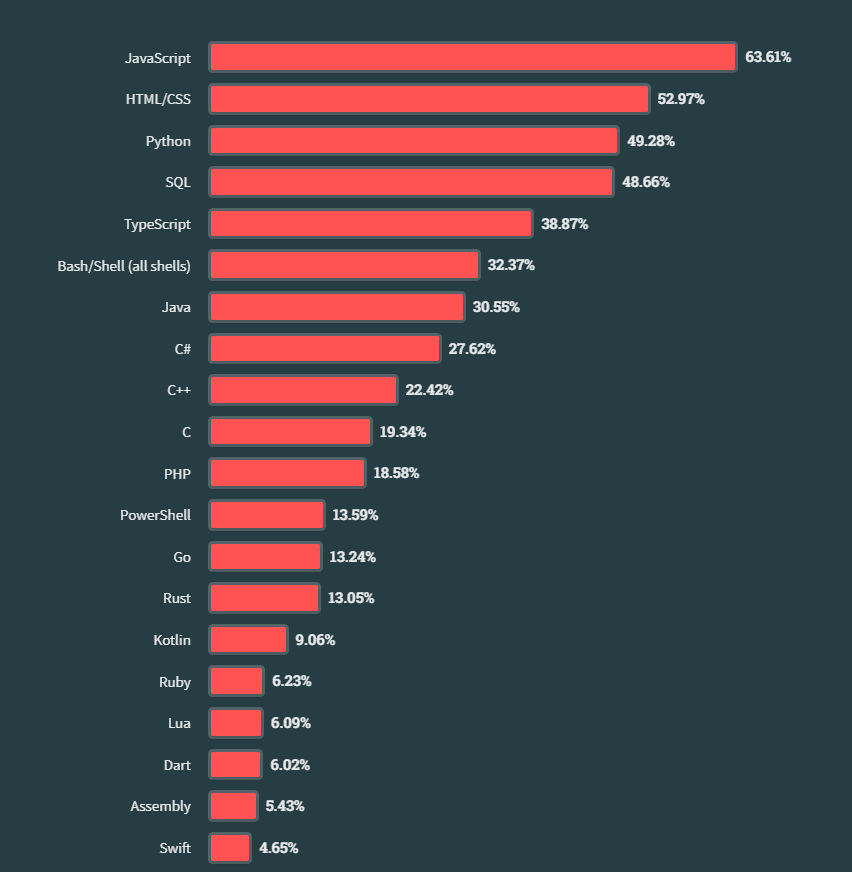 JavaScript 63.61%
HTML/CSS 52.97%
Python 49.28%
SQL 48.66%
TypeScript 38.87%
Bash/Shell (all shells) 32.37%
Java 30.55%
C# 27.62%
C++ 22.42%
C 19.34%
PHP 18.58%
PowerShell 13.59%
Go 13.24%
Rust 13.05%
Kotlin 9.06%
Ruby 6.23%
Lua 6.09%
Dart 6.02%
Assembly 5.43%
Swift 4.65%